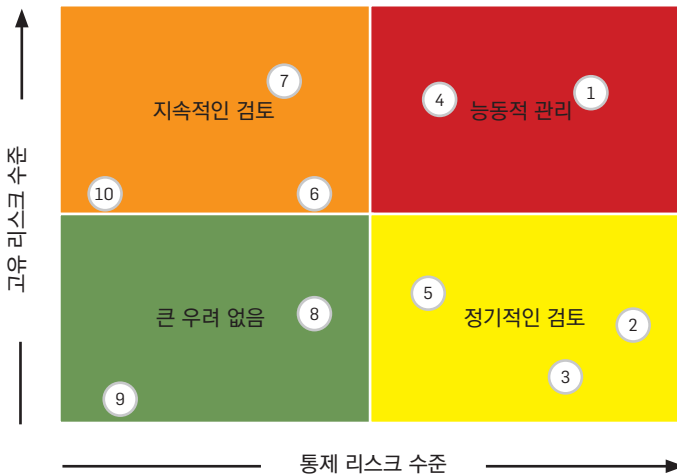 고유 리스크 수준
지속적인 검토
7
10
6
능동적 관리
4
1
큰 우려 없음
8
9
정기적인 검토
5
2
3
통제 리스크 수준